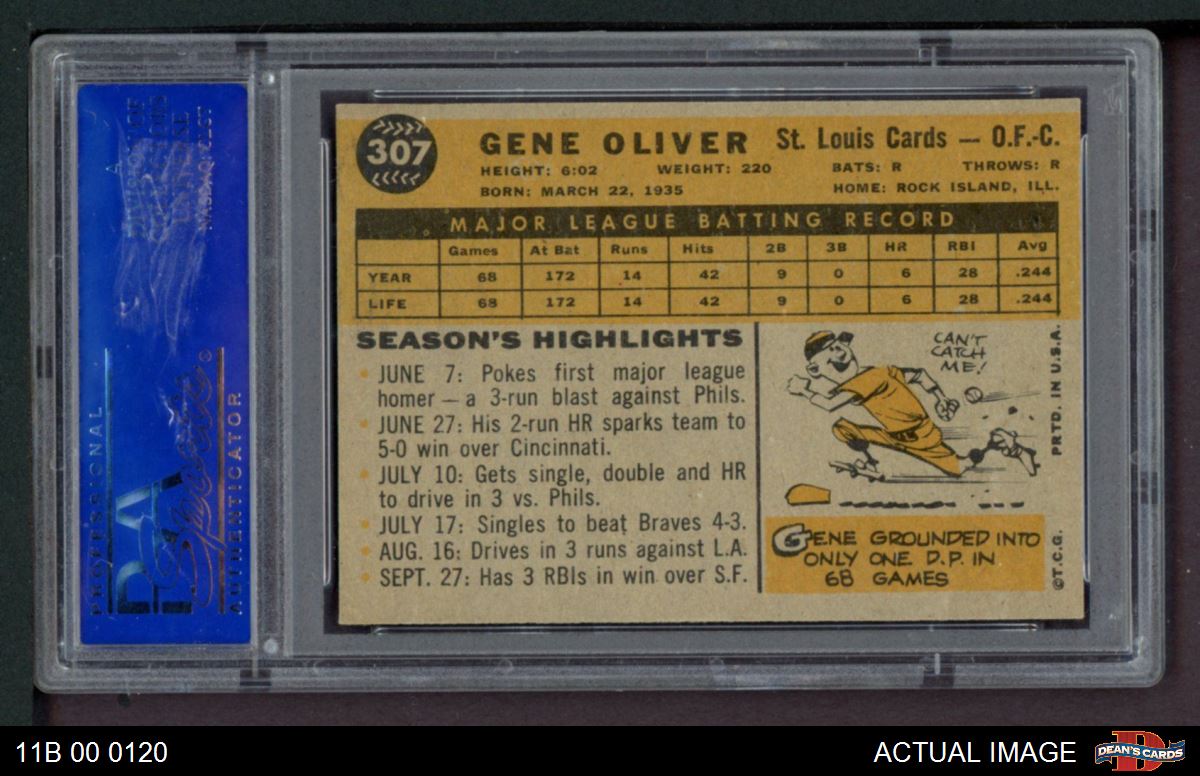 307
GENE OLIVER St. Louis Cards — O.F.-C.
HEIGHT: 6:02 WEIGHT: 220 BATS: R THROWS: R
BORN: MARCH 22, 1935 HOME: ROCK ISLAND, ILL.
MAJOR LEAGUE BATTING RECORD
Games At Bat Runs Hits 2B 3B HR RBI Avg
YEAR 68 172 14 42 9 0 6 28 .244
LIFE 68 172 14 42 9 0 6 28 .244
SEASON'S HIGHLIGHTS
JUNE 7: Pokes first major league
homer — a 3-run blast against Phils.
JUNE 27: His 2-run HR sparks team to
5-0 win over Cincinnati.
JULY 10: Gets single, double and HR
to drive in 3 vs. Phils.
JULY 17: Singles to beat Braves 4-3.
AUG. 16: Drives in 3 runs against L.A.
SEPT. 27: Has 3 RBIs in win over S.F.
CAN'T
CATCH
ME!
GENE GROUNDED INTO
ONLY ONE D.P. IN
68 GAMES
PRTD. IN U.S.A.
©T.C.G.
PROFESSIONAL
PSA
Sports ®
AUTHENTICATOR
11B 00 0120
ACTUAL IMAGE
DEAN'S CARDS